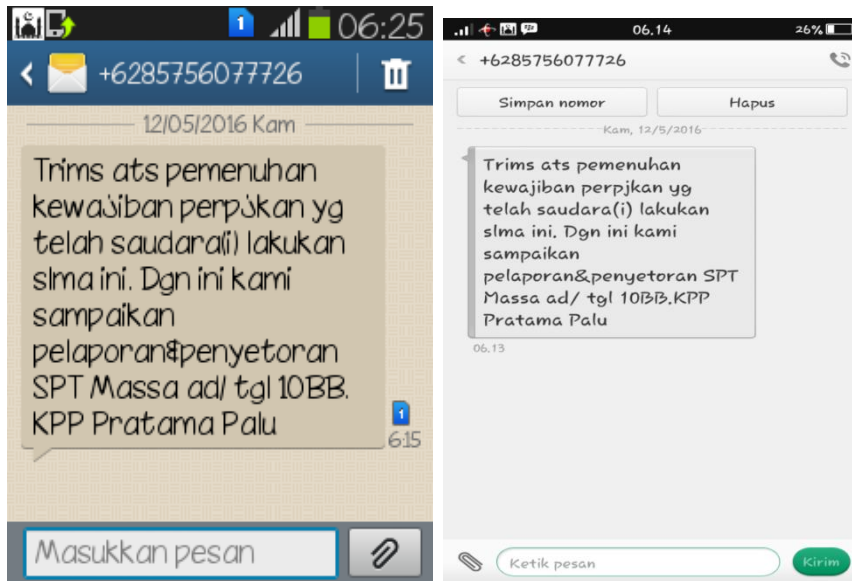 1 06:25
+6285756077726
12/05/2016 Kam
Trims ats pemenuhan
kewajiban perpjkan yg
telah saudara(i) lakukan
slma ini. Dgn ini kami
sampaikan
pelaporan&penyetoran
SPT Massa ad/ tgl 10BB.
KPP Pratama Palu
1
6:15
Masukkan pesan
06.14 26%
+6285756077726
Simpan nomor Hapus
Kam, 12/5/2016
Trims ats pemenuhan
kewajiban perpjkan yg
telah saudara(i) lakukan
slma ini. Dgn ini kami
sampaikan
pelaporan&penyetoran SPT
Massa ad/ tgl 10BB.KPP
Pratama Palu
06.13
Ketik pesan Kirim